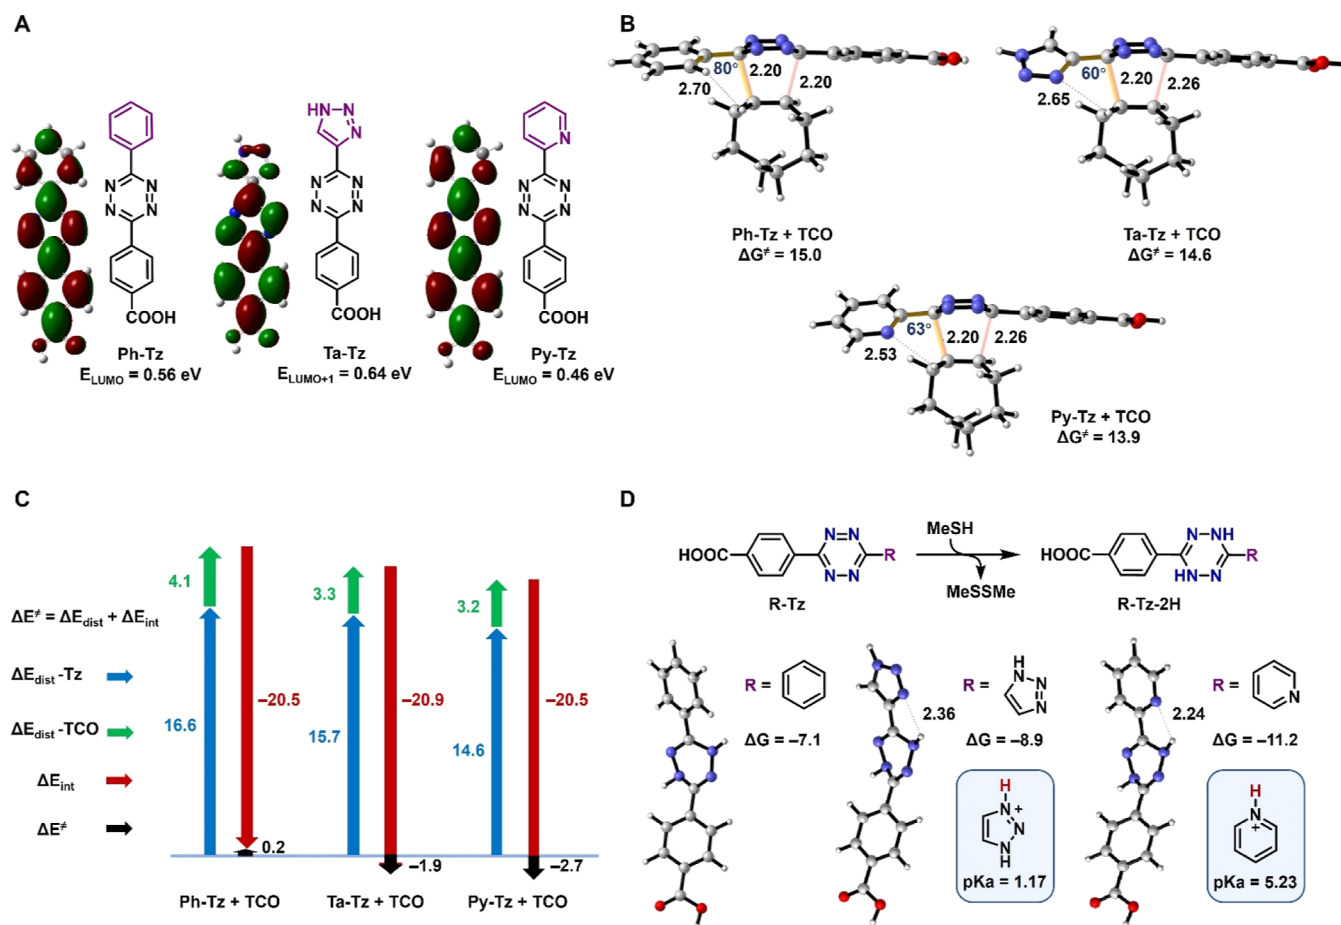 A
HN
N
N
N
N
N
N
N
COOH
Ph-Tz
E_LUMO = 0.56 eV
N
N
N
N
COOH
Ta-Tz
E_LUMO+1 = 0.64 eV
N
N
N
N
N
COOH
Py-Tz
E_LUMO = 0.46 eV
B
80°
2.20
2.20
2.70
Ph-Tz + TCO
ΔG≠ = 15.0
60°
2.20
2.26
2.65
Ta-Tz + TCO
ΔG≠ = 14.6
63°
2.20
2.26
2.53
Py-Tz + TCO
ΔG≠ = 13.9
C
ΔE≠ = ΔEdist + ΔEint
ΔEdist -Tz
ΔEdist -TCO
ΔEint
ΔE≠
4.1
16.6
–20.5
0.2
3.3
15.7
–20.9
–1.9
3.2
14.6
–20.5
–2.7
Ph-Tz + TCO
Ta-Tz + TCO
Py-Tz + TCO
D
HOOC
N
N
N
N
R
R-Tz
MeSH
MeSSMe
HOOC
N
NH
HN
N
R
R-Tz-2H
R =
ΔG = –7.1
2.36
R =
H
N
N
N
ΔG = –8.9
H
N
+
N
N
H
pKa = 1.17
2.24
R =
N
ΔG = –11.2
H
N
+
pKa = 5.23